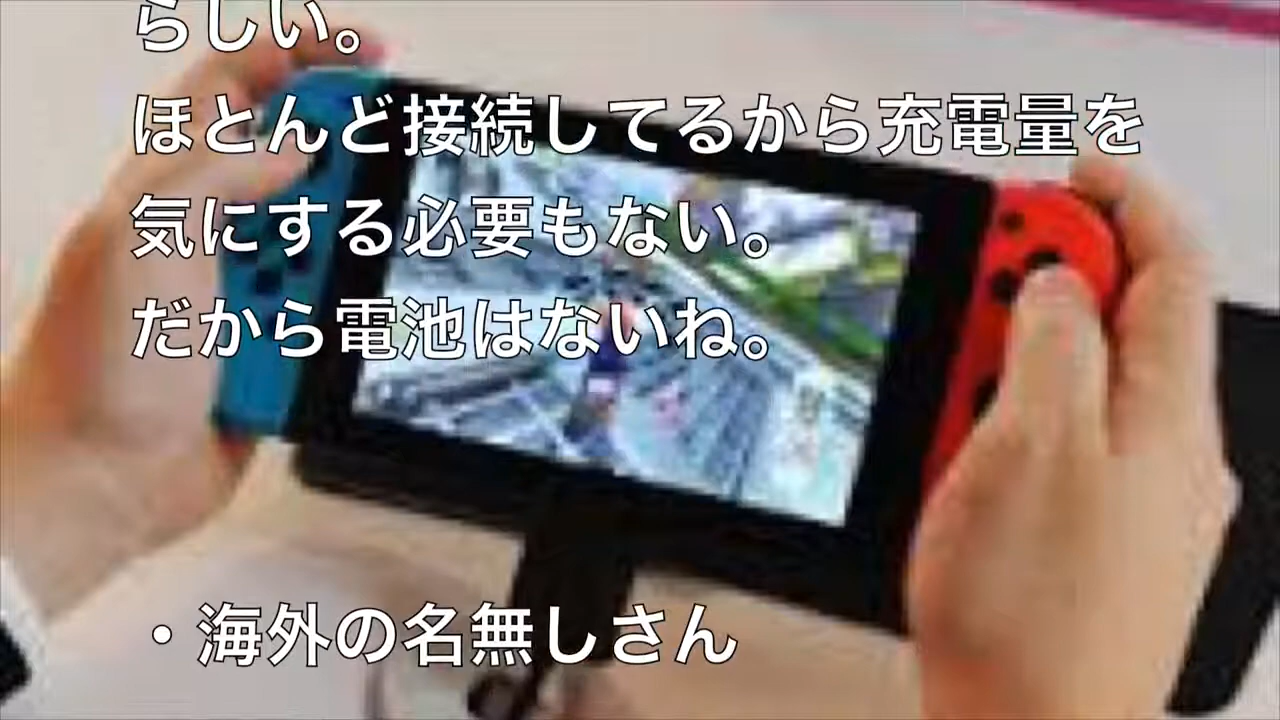 らしい。
ほとんど接続してるから充電量を
気にする必要もない。
だから電池はないね。
・海外の名無しさん